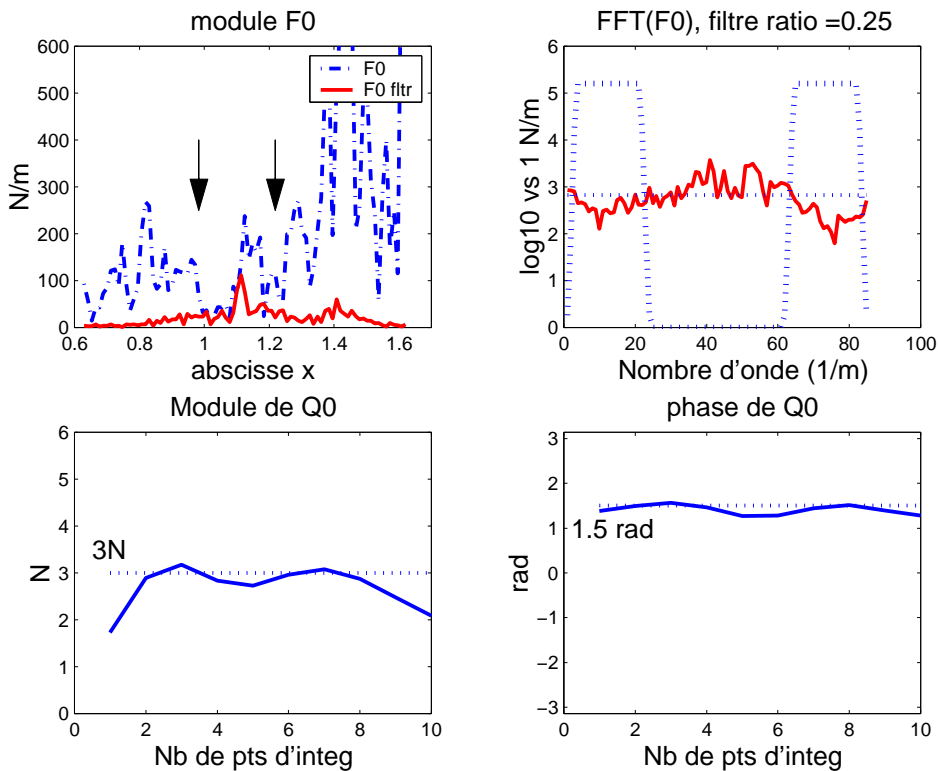 module F0
600
500
400
300
200
100
0
N/m
F0
F0 fltr
0.6 0.8 1 1.2 1.4 1.6
abscisse x
FFT(F0), filtre ratio =0.25
6
5
4
3
2
1
0
log10 vs 1 N/m
0 20 40 60 80 100
Nombre d'onde (1/m)
Module de Q0
6
5
4
3
2
1
0
N
3N
0 2 4 6 8 10
Nb de pts d'integ
phase de Q0
3
2
1
0
-1
-2
-3
rad
1.5 rad
0 2 4 6 8 10
Nb de pts d'integ